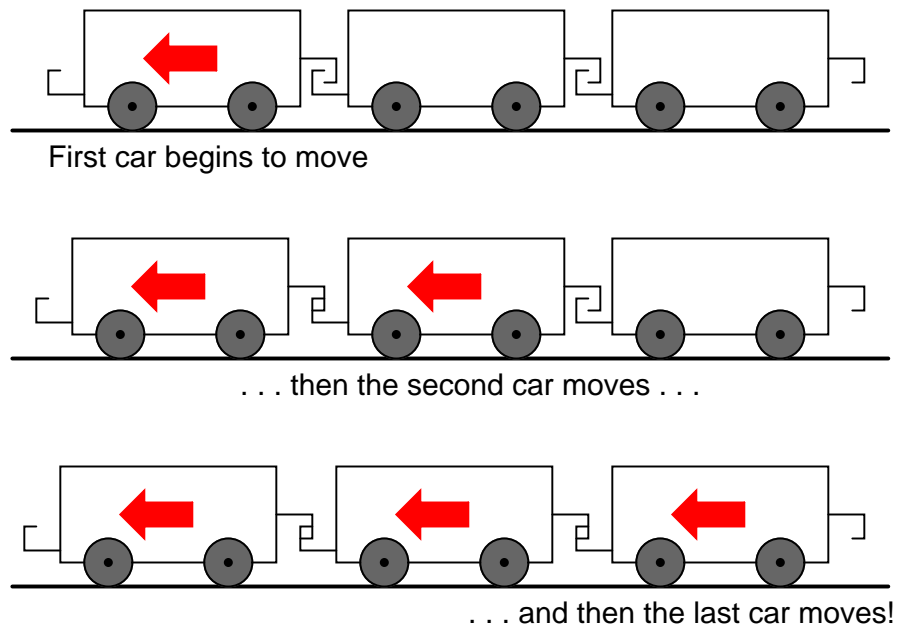 First car begins to move
. . . then the second car moves . . .
. . . and then the last car moves!